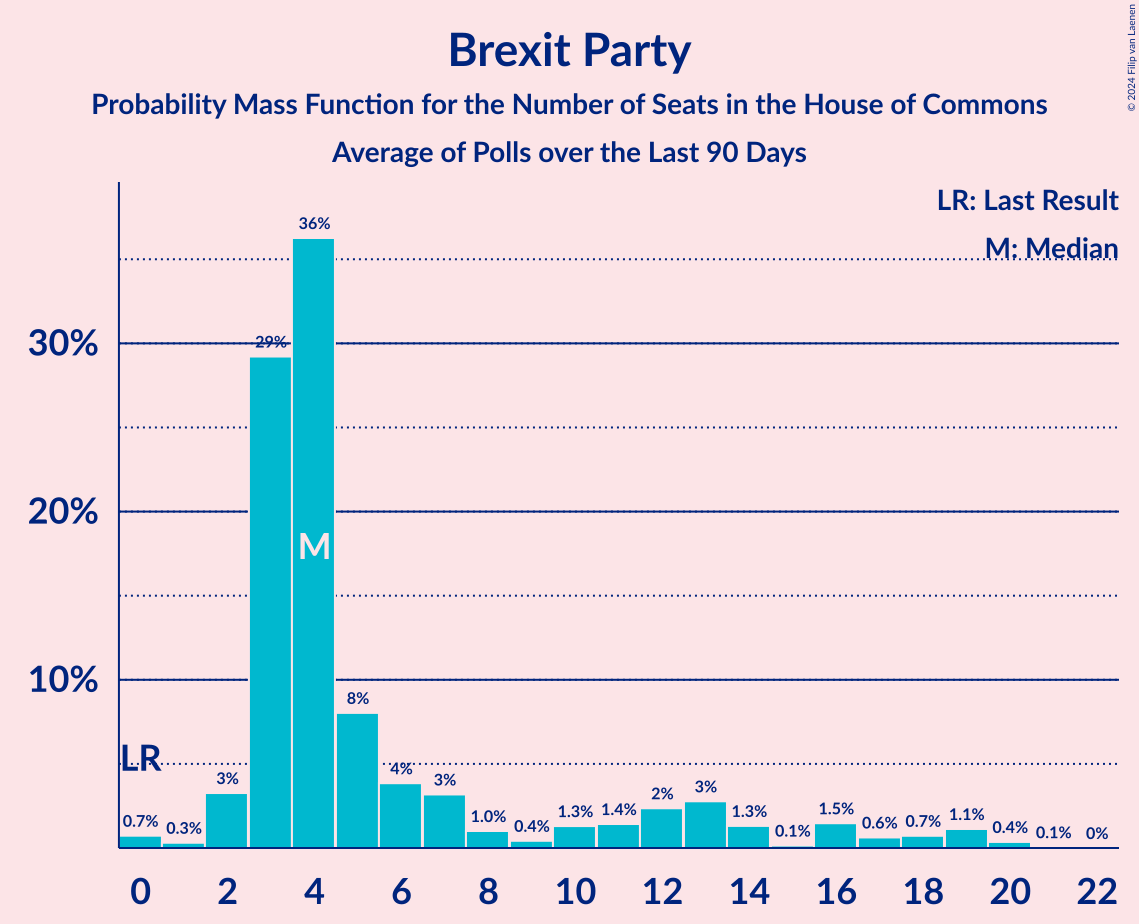 Brexit Party
Probability Mass Function for the Number of Seats in the House of Commons
Average of Polls over the Last 90 Days
© 2024 Filip van Laenen
LR: Last Result
M: Median
30%
20%
10%
36%
29%
M
8%
LR
0.7% 0.3% 3% 4% 3% 1.0% 0.4% 1.3% 1.4% 2% 3% 1.3% 0.1% 1.5% 0.6% 0.7% 1.1% 0.4% 0.1% 0%
0 2 4 6 8 10 12 14 16 18 20 22